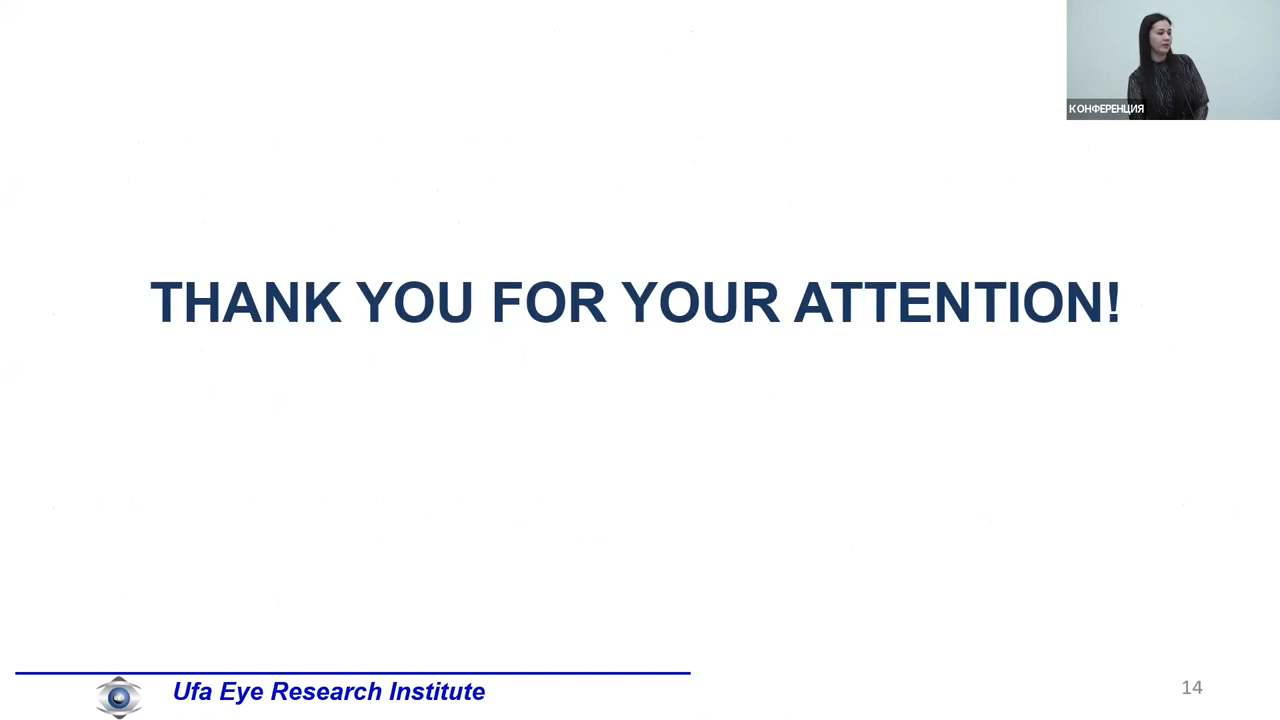 КОНФЕРЕНЦИЯ
THANK YOU FOR YOUR ATTENTION!
Ufa Eye Research Institute
14